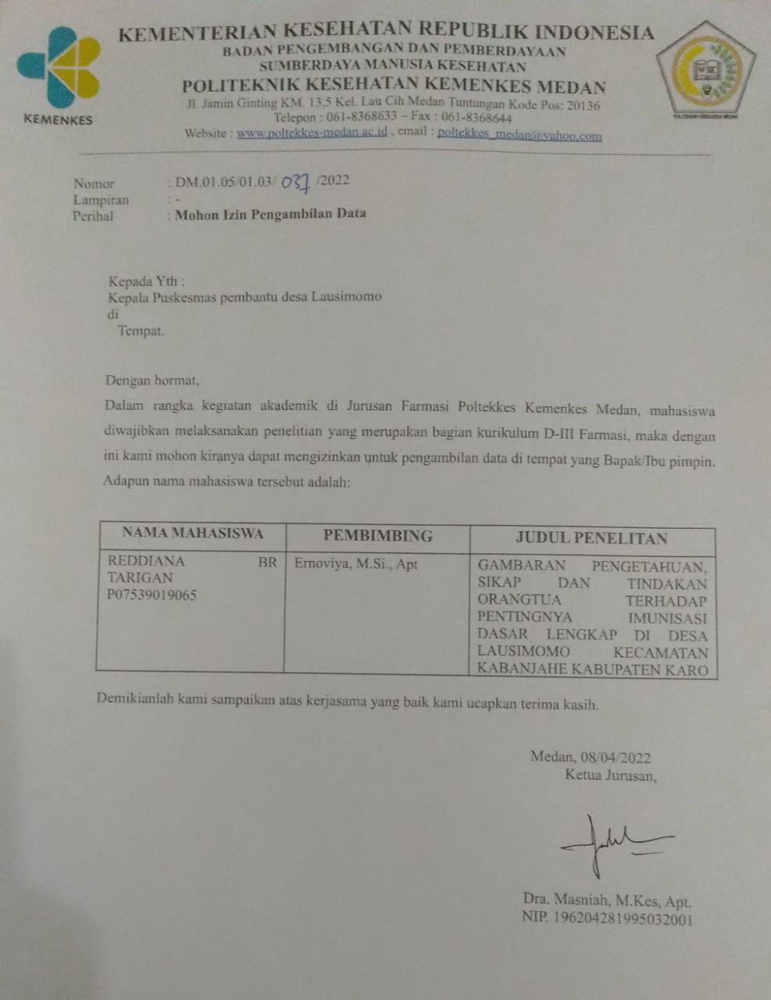 KEMENTERIAN KESEHATAN REPUBLIK INDONESIA
BADAN PENGEMBANGAN DAN PEMBERDAYAAN
SUMBERDAYA MANUSIA KESEHATAN
POLITEKNIK KESEHATAN KEMENKES MEDAN
Jl. Jamin Ginting KM. 13,5 Kel. Lau Cih Medan Tuntungan Kode Pos: 20136
Telepon : 061-8368633 – Fax : 061-8368644
Website : www.poltekkes-medan.ac.id , email : poltekkes_medan@yahoo.com
KEMENKES
POLITEKNIK KESEHATAN MEDAN
Nomor : DM.01.05/01.03/ 037 /2022
Lampiran : -
Perihal : Mohon Izin Pengambilan Data
Kepada Yth :
Kepala Puskesmas pembantu desa Lausimomo
di
Tempat.
Dengan hormat,
Dalam rangka kegiatan akademik di Jurusan Farmasi Poltekkes Kemenkes Medan, mahasiswa
diwajibkan melaksanakan penelitian yang merupakan bagian kurikulum D-III Farmasi, maka dengan
ini kami mohon kiranya dapat mengizinkan untuk pengambilan data di tempat yang Bapak/Ibu pimpin.
Adapun nama mahasiswa tersebut adalah:
NAMA MAHASISWA PEMBIMBING JUDUL PENELITAN
REDDIANA BR
TARIGAN
P07539019065
Ernoviya, M.Si., Apt
GAMBARAN PENGETAHUAN,
SIKAP DAN TINDAKAN
ORANGTUA TERHADAP
PENTINGNYA IMUNISASI
DASAR LENGKAP DI DESA
LAUSIMOMO KECAMATAN
KABANJAHE KABUPATEN KARO
Demikianlah kami sampaikan atas kerjasama yang baik kami ucapkan terima kasih.
Medan, 08/04/2022
Ketua Jurusan,
Dra. Masniah, M.Kes, Apt.
NIP. 196204281995032001